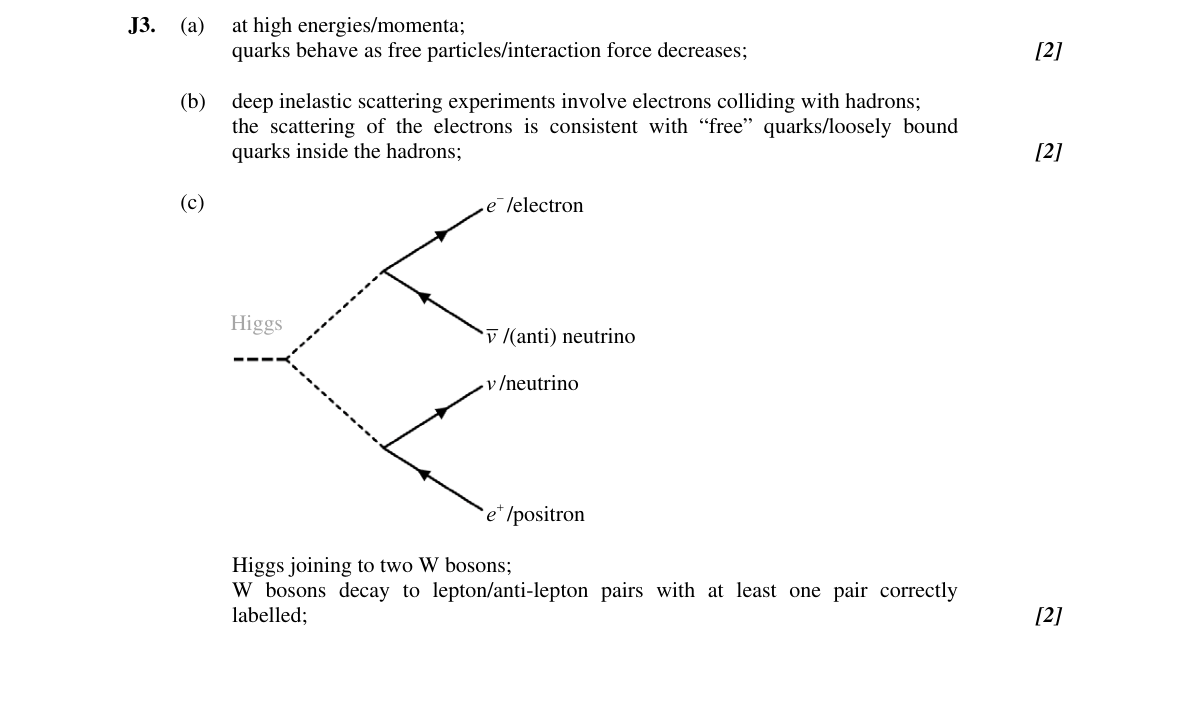 J3. (a) at high energies/momenta;
quarks behave as free particles/interaction force decreases; [2]
(b) deep inelastic scattering experiments involve electrons colliding with hadrons;
the scattering of the electrons is consistent with “free” quarks/loosely bound
quarks inside the hadrons; [2]
(c)
e⁻/electron
Higgs
ν̅ /(anti) neutrino
ν/neutrino
e⁺/positron
Higgs joining to two W bosons;
W bosons decay to lepton/anti-lepton pairs with at least one pair correctly
labelled; [2]